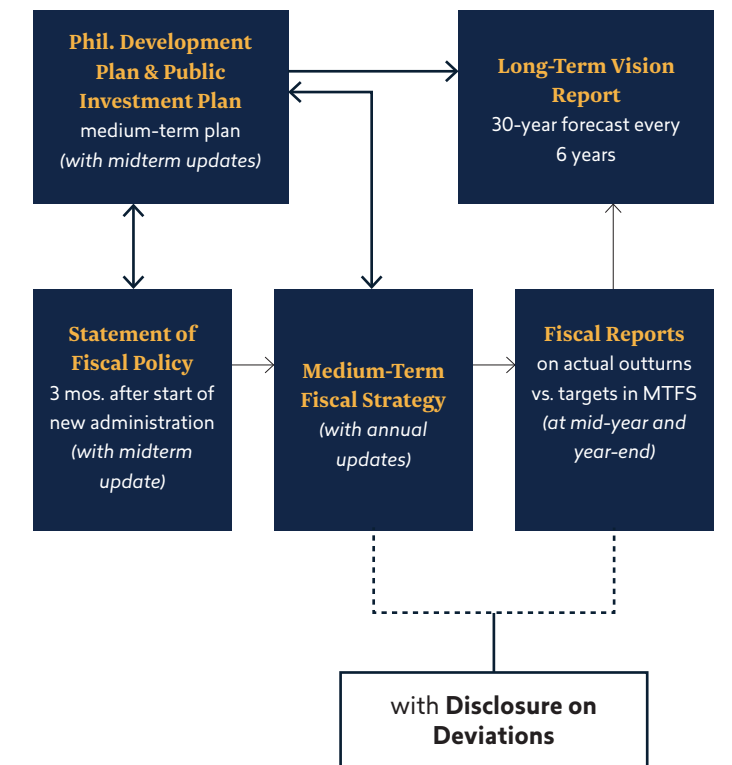 Phil. Development
Plan & Public
Investment Plan
medium-term plan
(with midterm updates)
Long-Term Vision
Report
30-year forecast every
6 years
Statement of
Fiscal Policy
3 mos. after start of
new administration
(with midterm
update)
Medium-Term
Fiscal Strategy
(with annual
updates)
Fiscal Reports
on actual outturns
vs. targets in MTFS
(at mid-year and
year-end)
with Disclosure on
Deviations